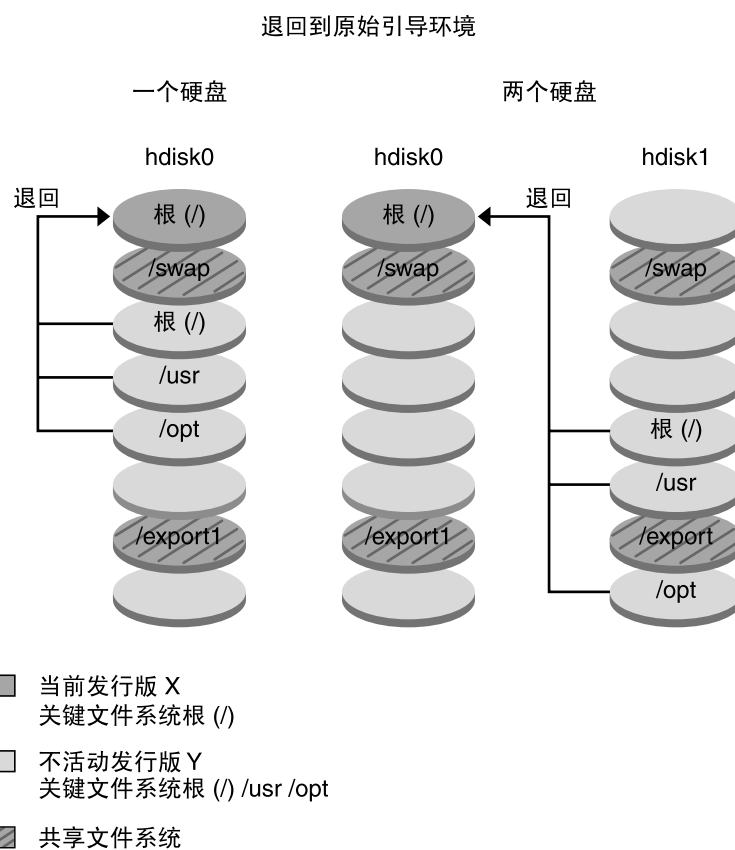 退回到原始引导环境
一个硬盘
两个硬盘
hdisk0
hdisk0
hdisk1
退回
退回
根 (/)
/swap
根 (/)
/usr
/opt
/export1
根 (/)
/swap
/export1
/swap
根 (/)
/usr
/export
/opt
当前发行版 X
关键文件系统根 (/)
不活动发行版 Y
关键文件系统根 (/) /usr /opt
共享文件系统